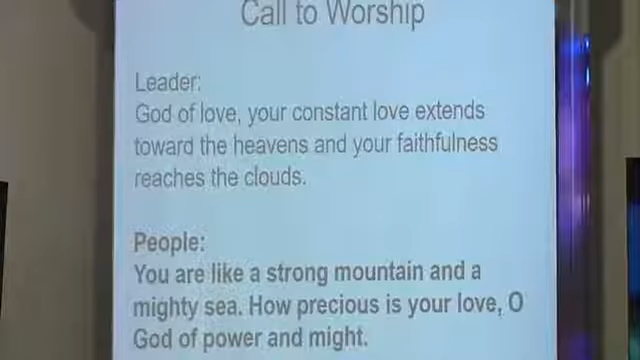 Call to Worship
Leader:
God of love, your constant love extends
toward the heavens and your faithfulness
reaches the clouds.
People:
You are like a strong mountain and a
mighty sea. How precious is your love, O
God of power and might.